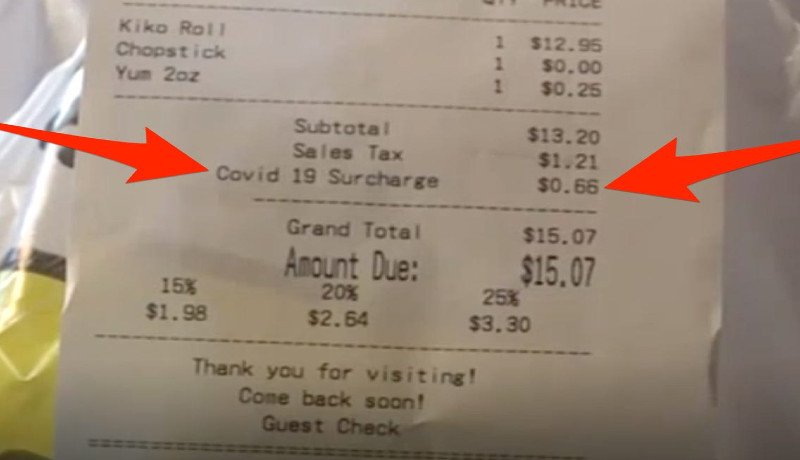 QTY PRICE
Kiko Roll 1 $12.95
Chopstick 1 $0.00
Yum 2oz 1 $0.25
Subtotal $13.20
Sales Tax $1.21
Covid 19 Surcharge $0.66
Grand Total $15.07
Amount Due: $15.07
15% 20% 25%
$1.98 $2.64 $3.30
Thank you for visiting!
Come back soon!
Guest Check